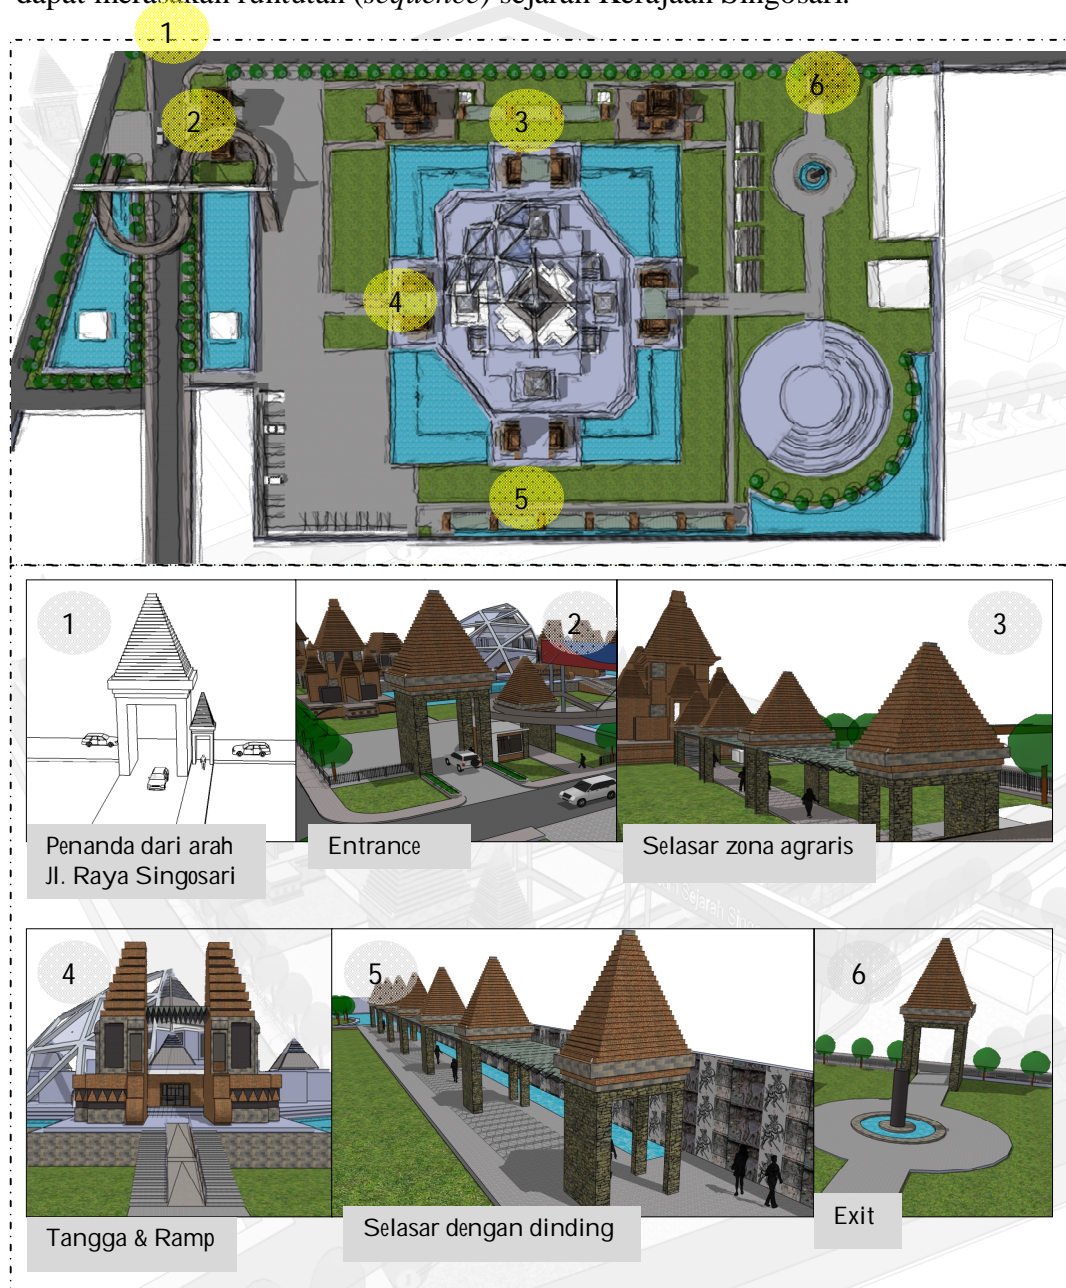 dapat merasakan runtutan (sequence) sejarah Kerajaan Singosari.
1
2
3
6
4
5
1
2
3
Penanda dari arah
Jl. Raya Singosari
Entrance
Selasar zona agraris
Sejarah
4
5
6
Tangga & Ramp
Selasar dengan dinding
Exit